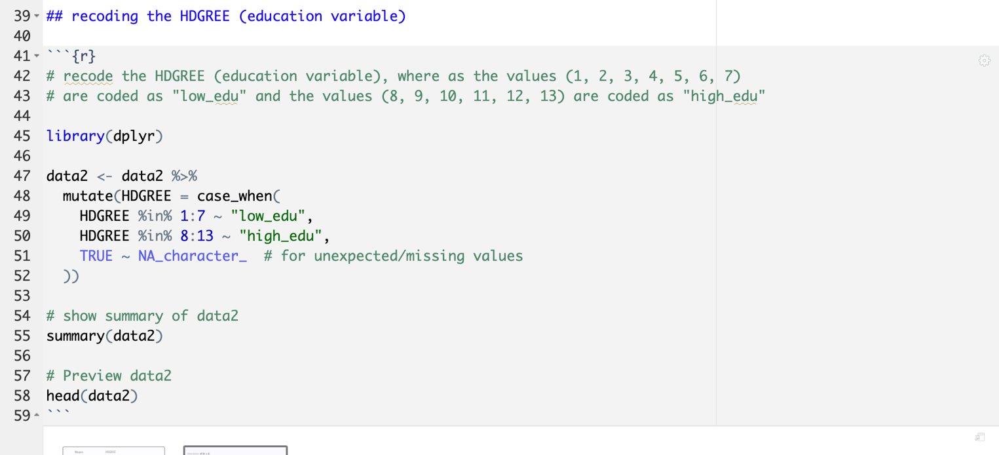 39 ## recoding the HDGREE (education variable)
40
41 ```{r}
42 # recode the HDGREE (education variable), where as the values (1, 2, 3, 4, 5, 6, 7)
43 # are coded as "low_edu" and the values (8, 9, 10, 11, 12, 13) are coded as "high_edu"
44
45 library(dplyr)
46
47 data2 <- data2 %>%
48   mutate(HDGREE = case_when(
49     HDGREE %in% 1:7 ~ "low_edu",
50     HDGREE %in% 8:13 ~ "high_edu",
51     TRUE ~ NA_character_  # for unexpected/missing values
52   ))
53
54 # show summary of data2
55 summary(data2)
56
57 # Preview data2
58 head(data2)
59 ```
Wages HDGREE